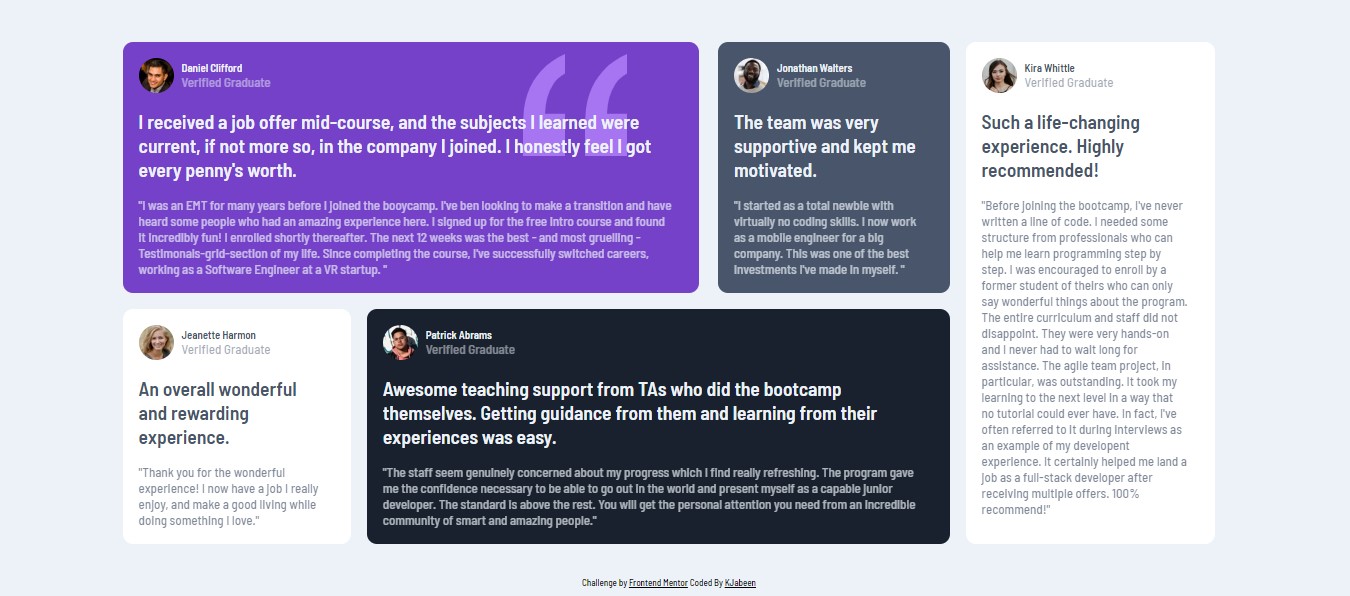 Daniel Clifford
Verified Graduate
I received a job offer mid-course, and the subjects I learned were
current, if not more so, in the company I joined. I honestly feel I got
every penny's worth.
"I was an EMT for many years before I joined the booycamp. I've ben looking to make a transition and have
heard some people who had an amazing experience here. I signed up for the free intro course and found
it incredibly fun! I enrolled shortly thereafter. The next 12 weeks was the best - and most gruelling -
Testimonals-grid-section of my life. Since completing the course, I've successfully switched careers,
working as a Software Engineer at a VR startup. "
Jonathan Walters
Verified Graduate
The team was very
supportive and kept me
motivated.
"I started as a total newbie with
virtually no coding skills. I now work
as a mobile engineer for a big
company. This was one of the best
investments I've made in myself. "
Kira Whittle
Verified Graduate
Such a life-changing
experience. Highly
recommended!
"Before joining the bootcamp, I've never
written a line of code. I needed some
structure from professionals who can
help me learn programming step by
step. I was encouraged to enroll by a
former student of theirs who can only
say wonderful things about the program.
The entire curriculum and staff did not
disappoint. They were very hands-on
and I never had to wait long for
assistance. The agile team project, in
particular, was outstanding. It took my
learning to the next level in a way that
no tutorial could ever have. In fact, I've
often referred to it during interviews as
an example of my developent
experience. It certainly helped me land a
job as a full-stack developer after
receiving multiple offers. 100%
recommend!"
Jeanette Harmon
Verified Graduate
An overall wonderful
and rewarding
experience.
"Thank you for the wonderful
experience! I now have a job I really
enjoy, and make a good living while
doing something I love."
Patrick Abrams
Verified Graduate
Awesome teaching support from TAs who did the bootcamp
themselves. Getting guidance from them and learning from their
experiences was easy.
"The staff seem genuinely concerned about my progress which I find really refreshing. The program gave
me the confidence necessary to be able to go out in the world and present myself as a capable junior
developer. The standard is above the rest. You will get the personal attention you need from an incredible
community of smart and amazing people."
Challenge by Frontend Mentor Coded By KJabeen